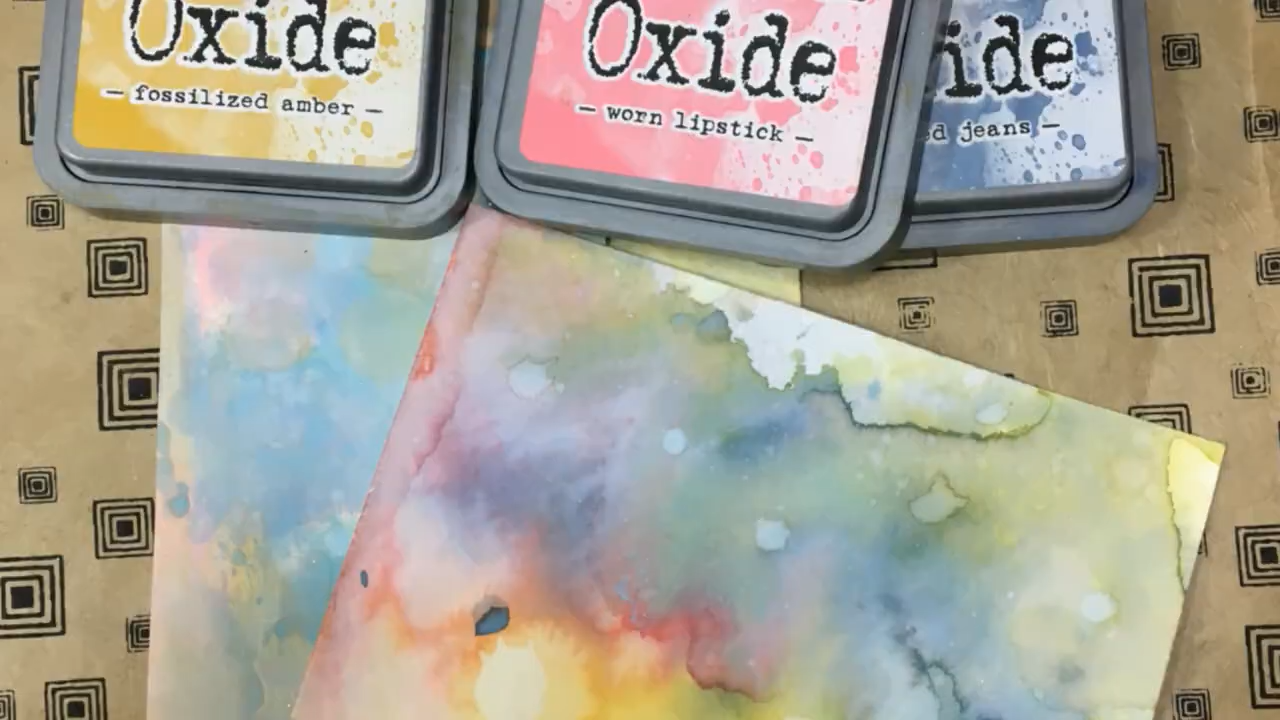 Oxide
— fossilized amber —
Oxide
— worn lipstick —
ide
ed jeans —